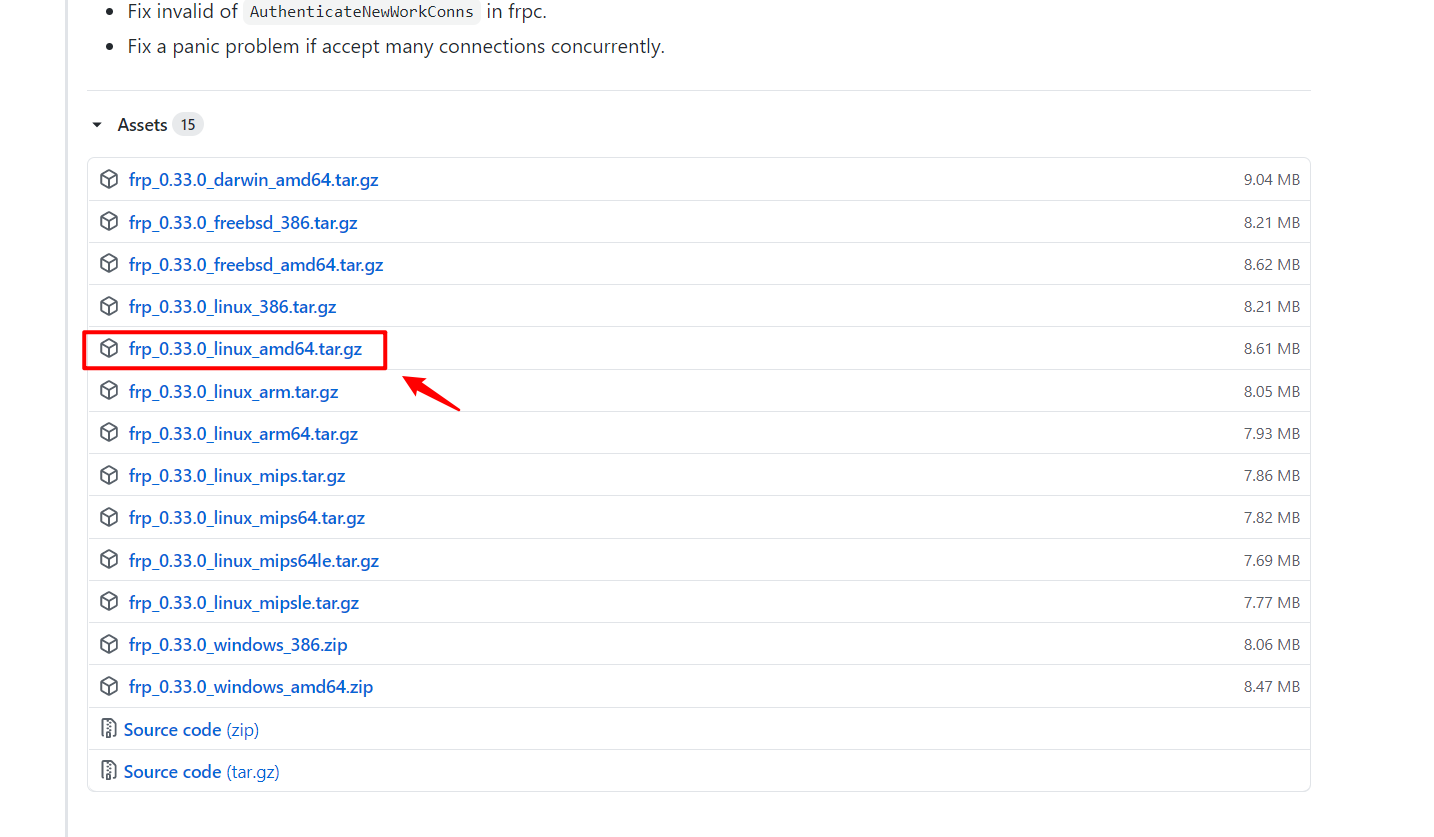 Fix invalid of AuthenticateNewWorkConns in frpc.
Fix a panic problem if accept many connections concurrently.
Assets 15
frp_0.33.0_darwin_amd64.tar.gz 9.04 MB
frp_0.33.0_freebsd_386.tar.gz 8.21 MB
frp_0.33.0_freebsd_amd64.tar.gz 8.62 MB
frp_0.33.0_linux_386.tar.gz 8.21 MB
frp_0.33.0_linux_amd64.tar.gz 8.61 MB
frp_0.33.0_linux_arm.tar.gz 8.05 MB
frp_0.33.0_linux_arm64.tar.gz 7.93 MB
frp_0.33.0_linux_mips.tar.gz 7.86 MB
frp_0.33.0_linux_mips64.tar.gz 7.82 MB
frp_0.33.0_linux_mips64le.tar.gz 7.69 MB
frp_0.33.0_linux_mipsle.tar.gz 7.77 MB
frp_0.33.0_windows_386.zip 8.06 MB
frp_0.33.0_windows_amd64.zip 8.47 MB
Source code (zip)
Source code (tar.gz)